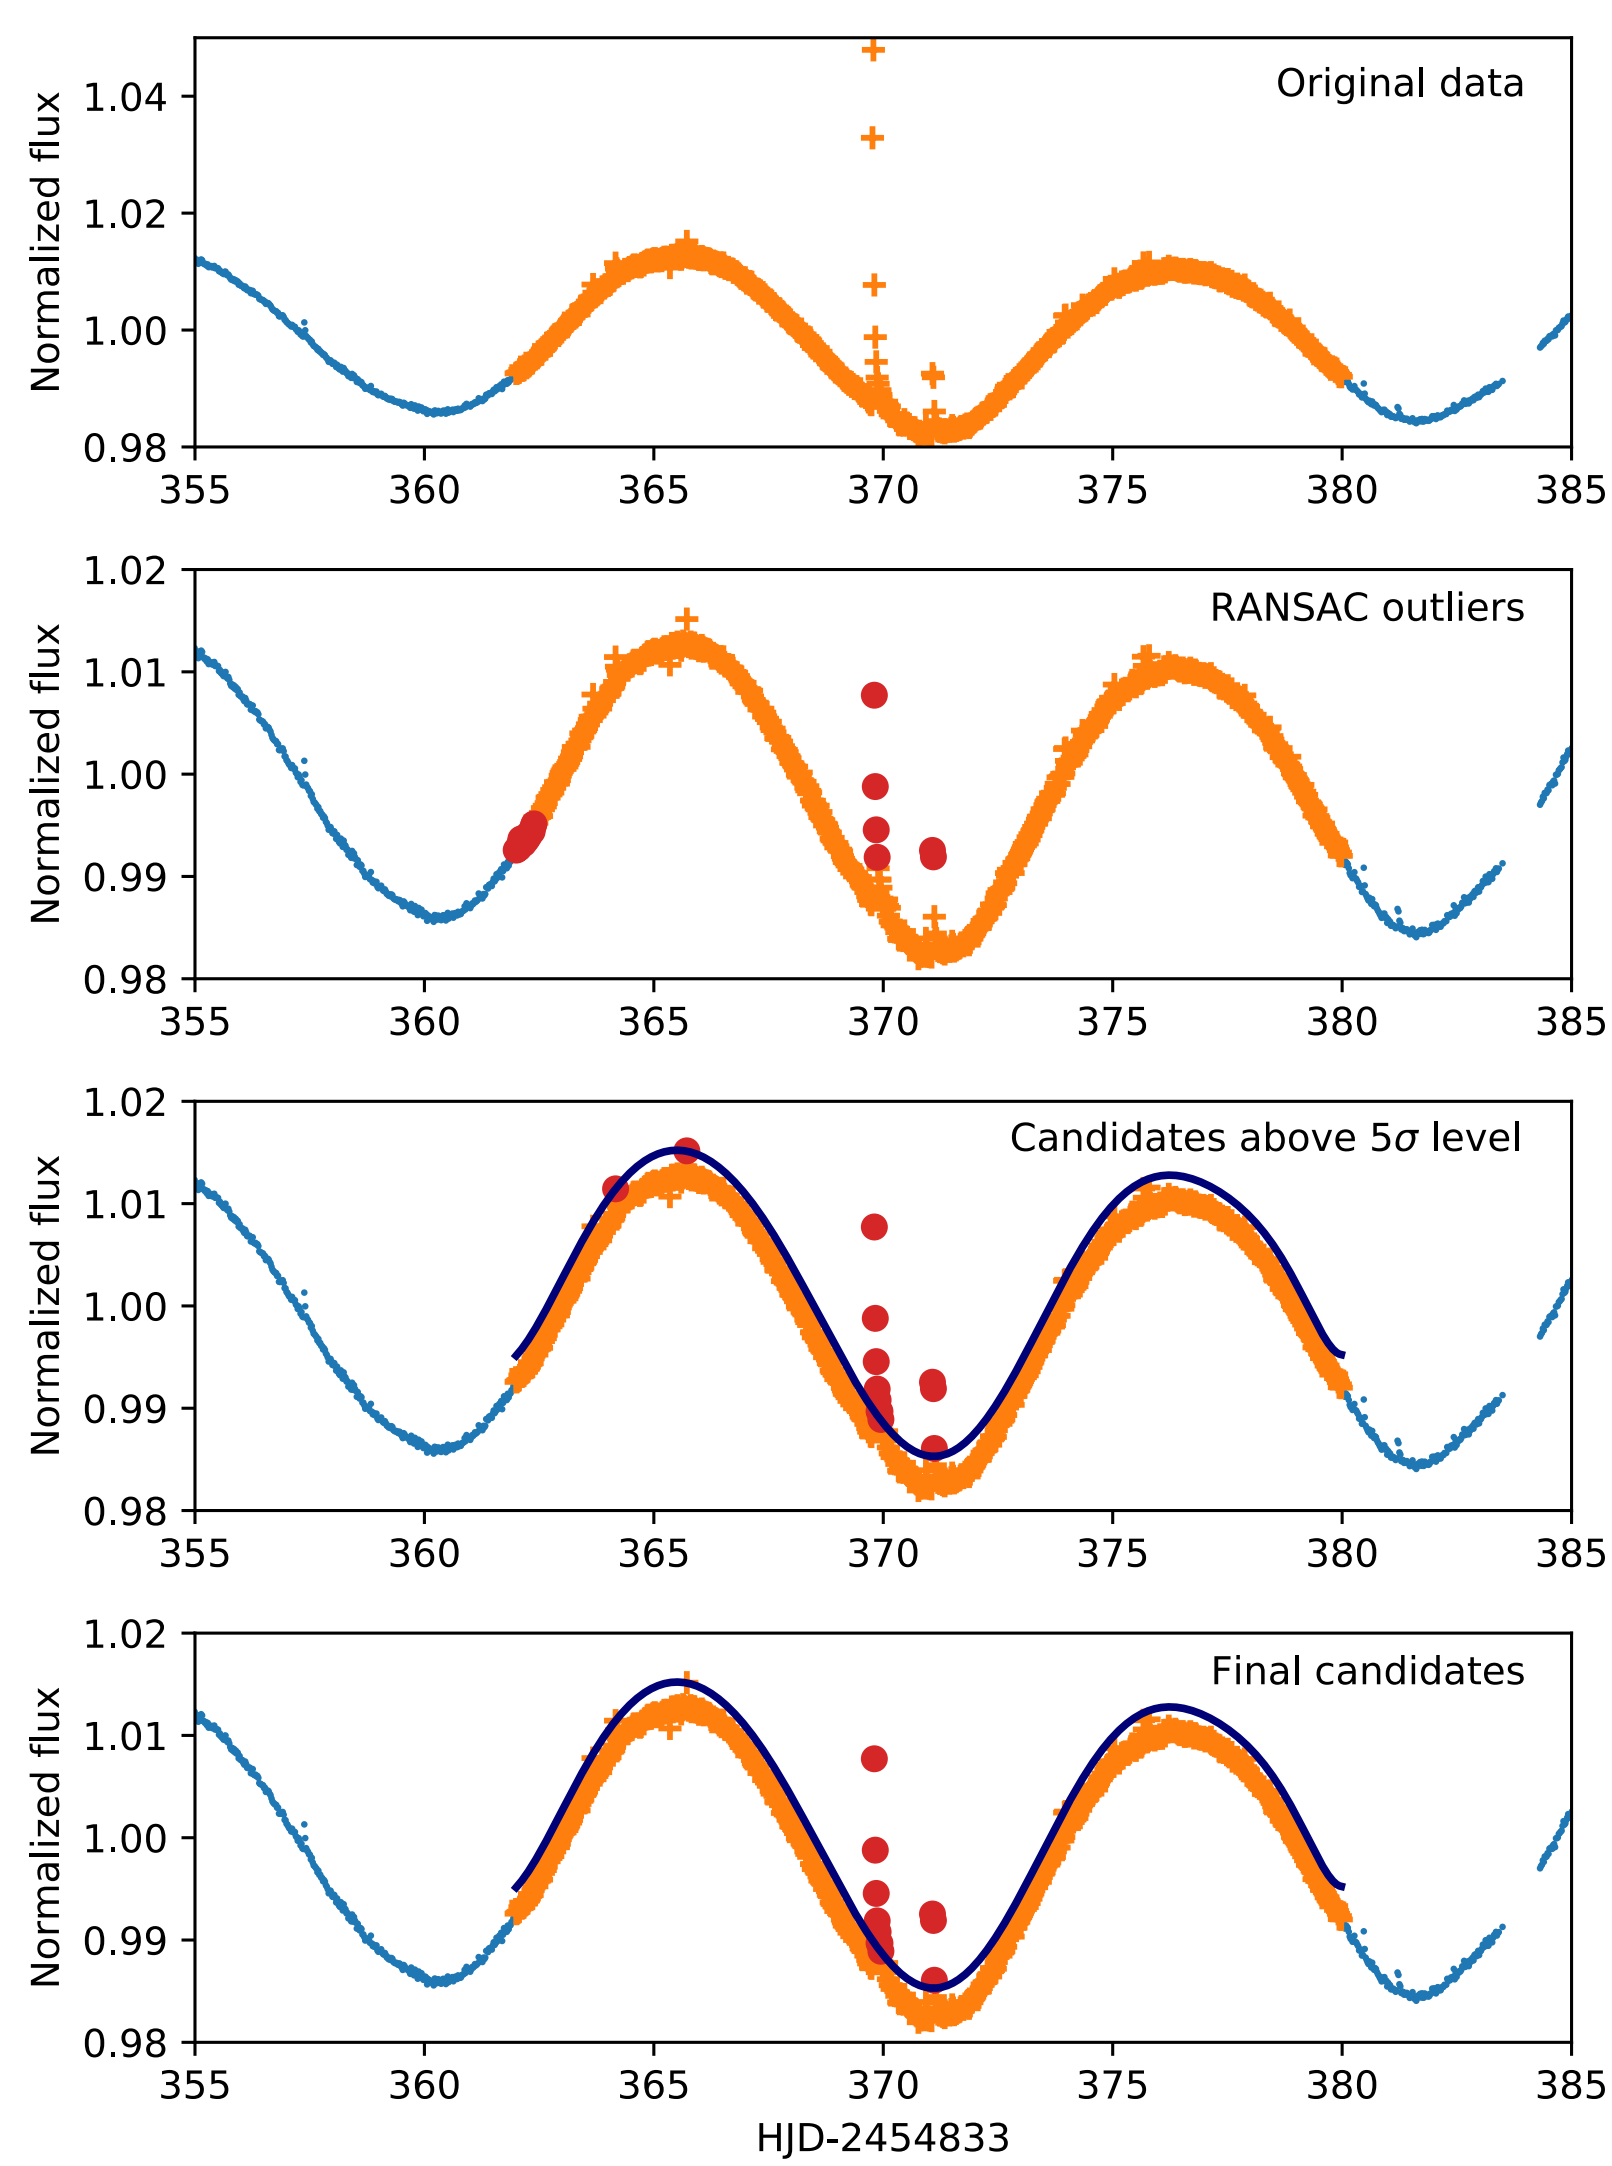 Original data
Normalized flux
1.04
1.02
1.00
0.98
355 360 365 370 375 380 385
RANSAC outliers
Normalized flux
1.02
1.01
1.00
0.99
0.98
355 360 365 370 375 380 385
Candidates above 5σ level
Normalized flux
1.02
1.01
1.00
0.99
0.98
355 360 365 370 375 380 385
Final candidates
Normalized flux
1.02
1.01
1.00
0.99
0.98
355 360 365 370 375 380 385
HJD-2454833